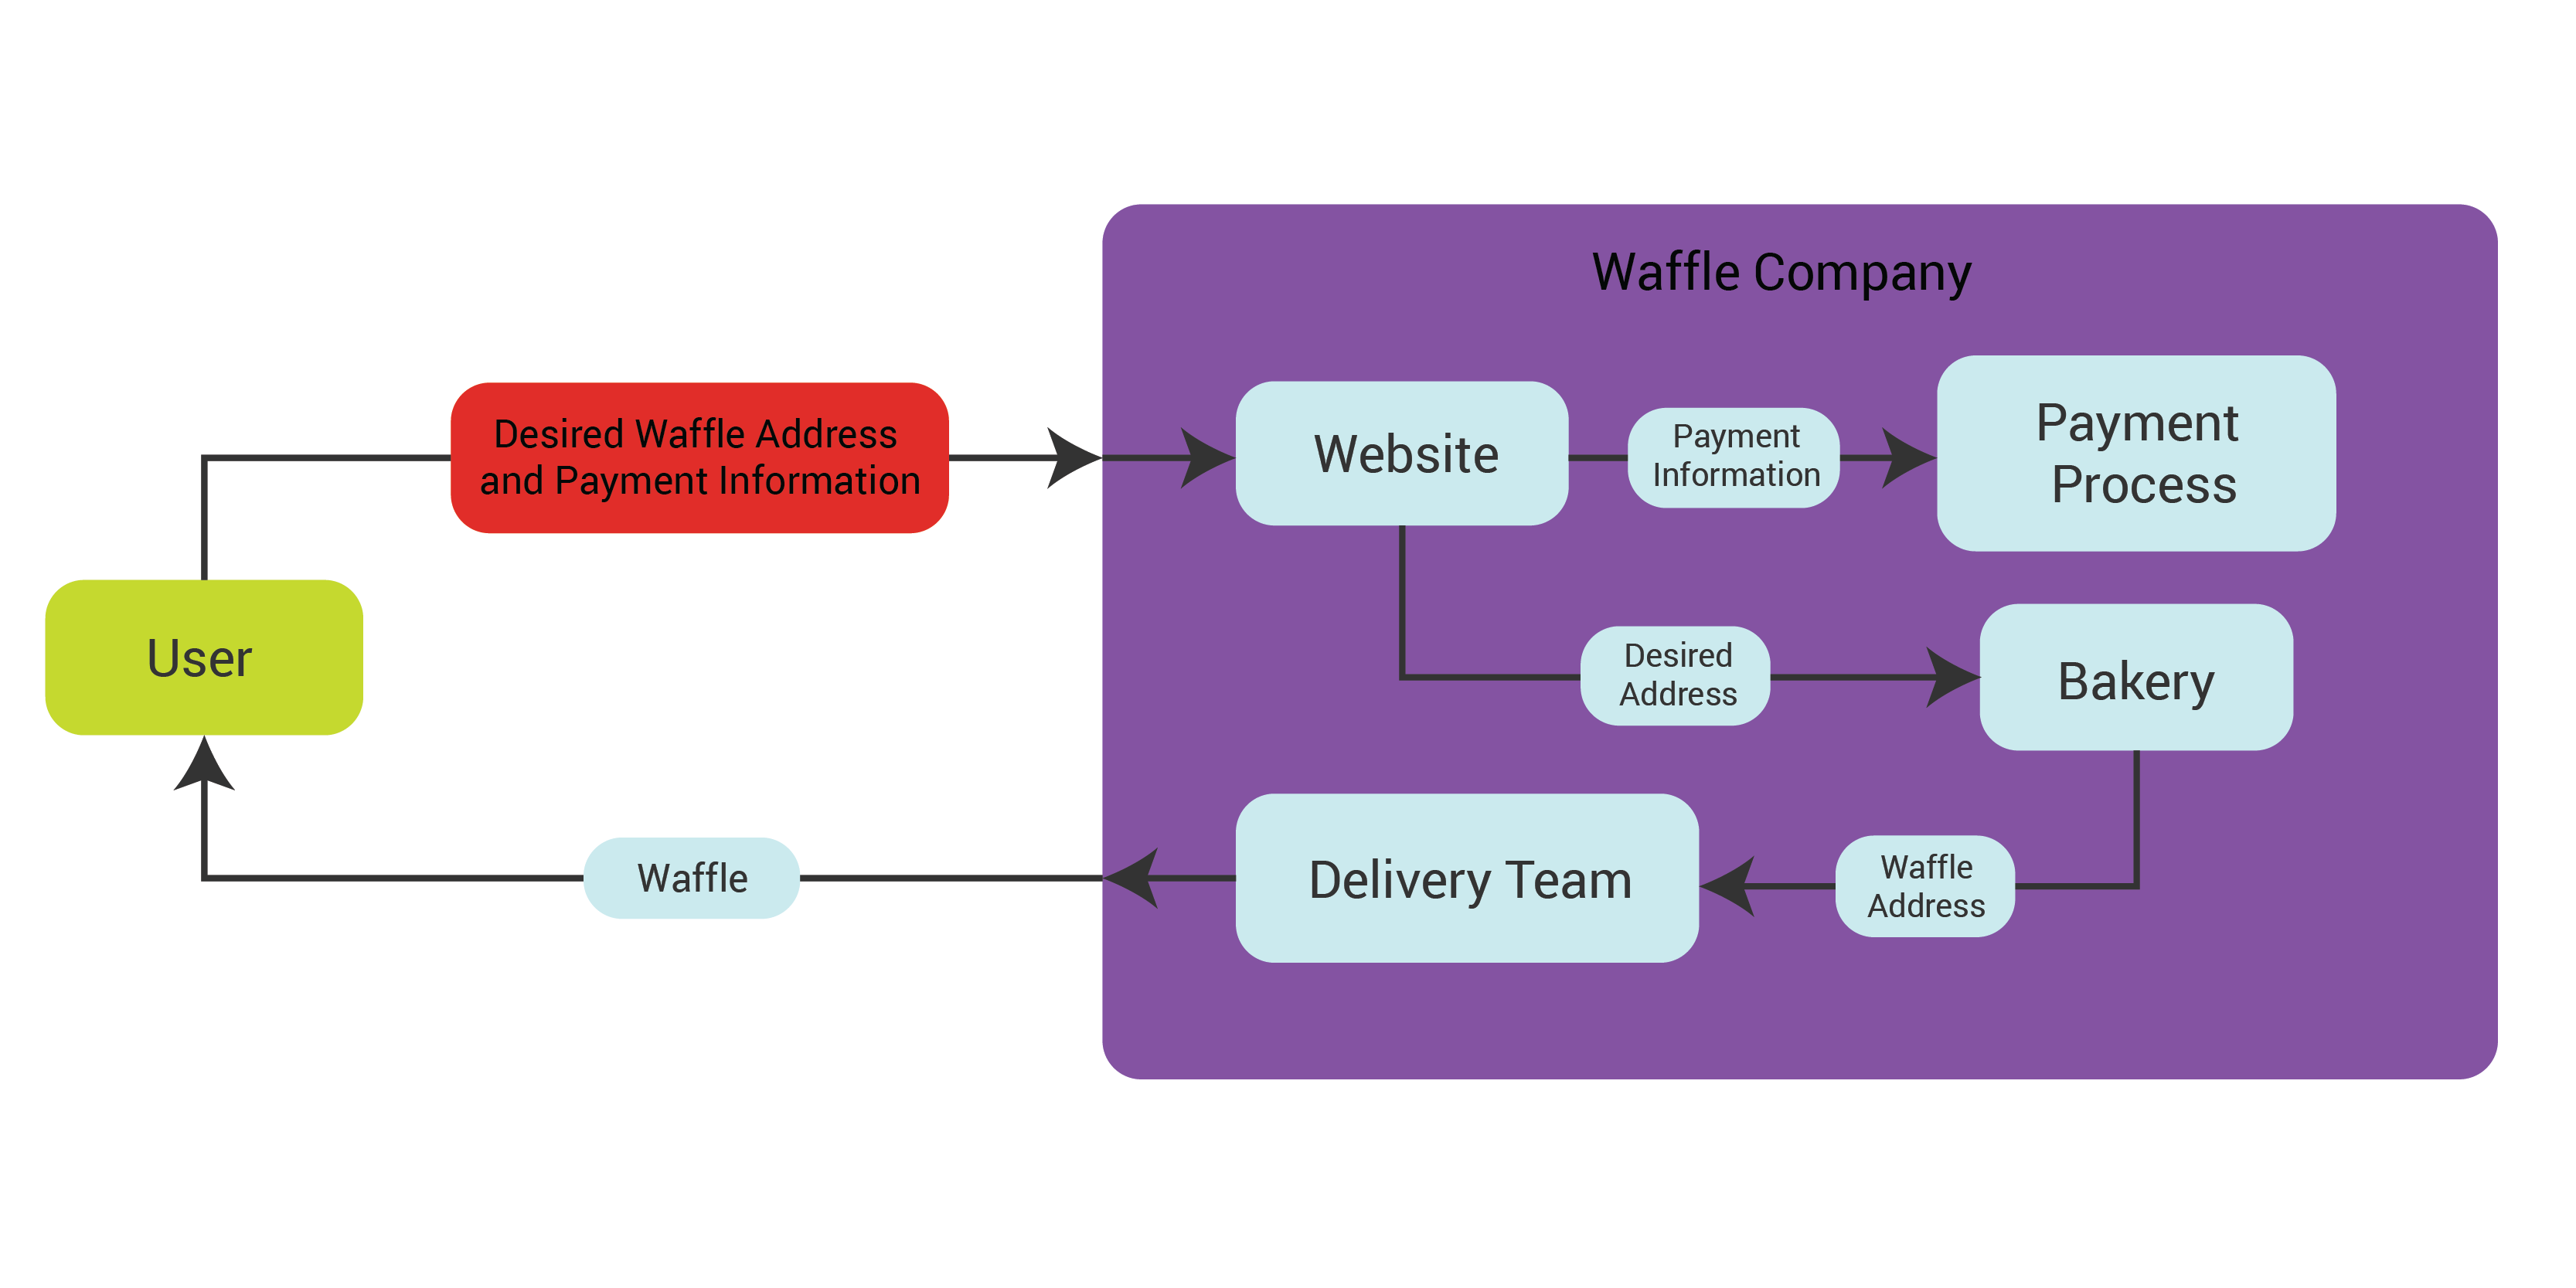 Waffle Company
Desired Waffle Address
and Payment Information
Website
Payment
Information
Payment
Process
User
Desired
Address
Bakery
Waffle
Delivery Team
Waffle
Address